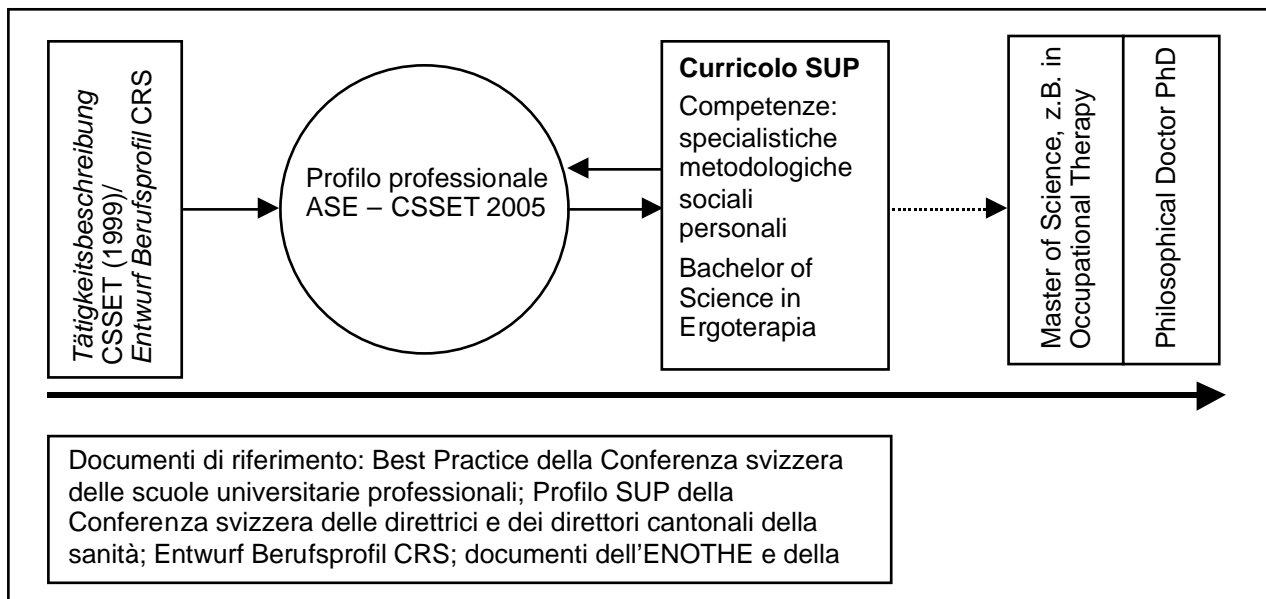 Tätigkeitsbeschreibung
CSSET (1999)/
Entwurf Berufsprofil CRS
Profilo professionale
ASE – CSSET 2005
Curricolo SUP
Competenze:
specialistiche
metodologiche
sociali
personali
Bachelor of
Science in
Ergoterapia
Master of Science, z.B. in
Occupational Therapy
Philosophical Doctor PhD
Documenti di riferimento: Best Practice della Conferenza svizzera
delle scuole universitarie professionali; Profilo SUP della
Conferenza svizzera delle direttrici e dei direttori cantonali della
sanità; Entwurf Berufsprofil CRS; documenti dell'ENOTHE e della